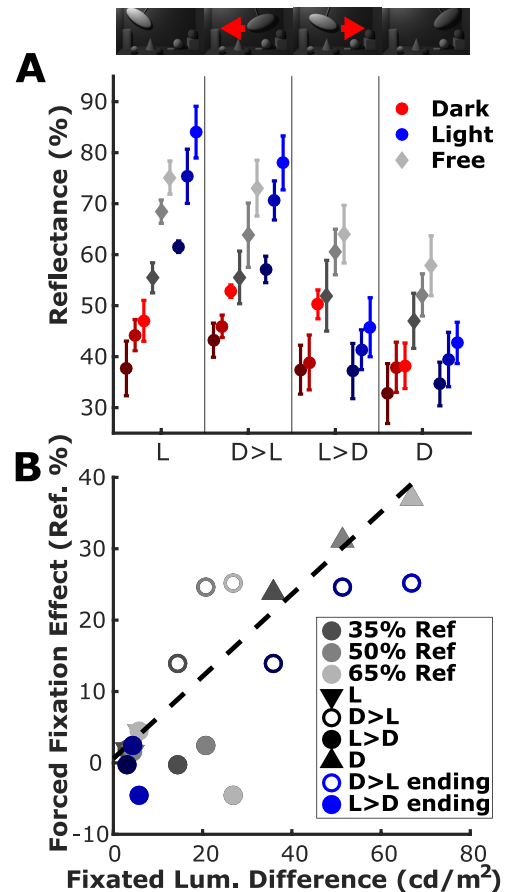 A
Reflectance (%)
90
80
70
60
50
40
30
Dark
Light
Free
L
D>L
L>D
D
B
Forced Fixation Effect (Ref. %)
40
30
20
10
0
-10
35% Ref
50% Ref
65% Ref
L
D>L
L>D
D
D>L ending
L>D ending
0
20
40
60
80
Fixated Lum. Difference (cd/m²)